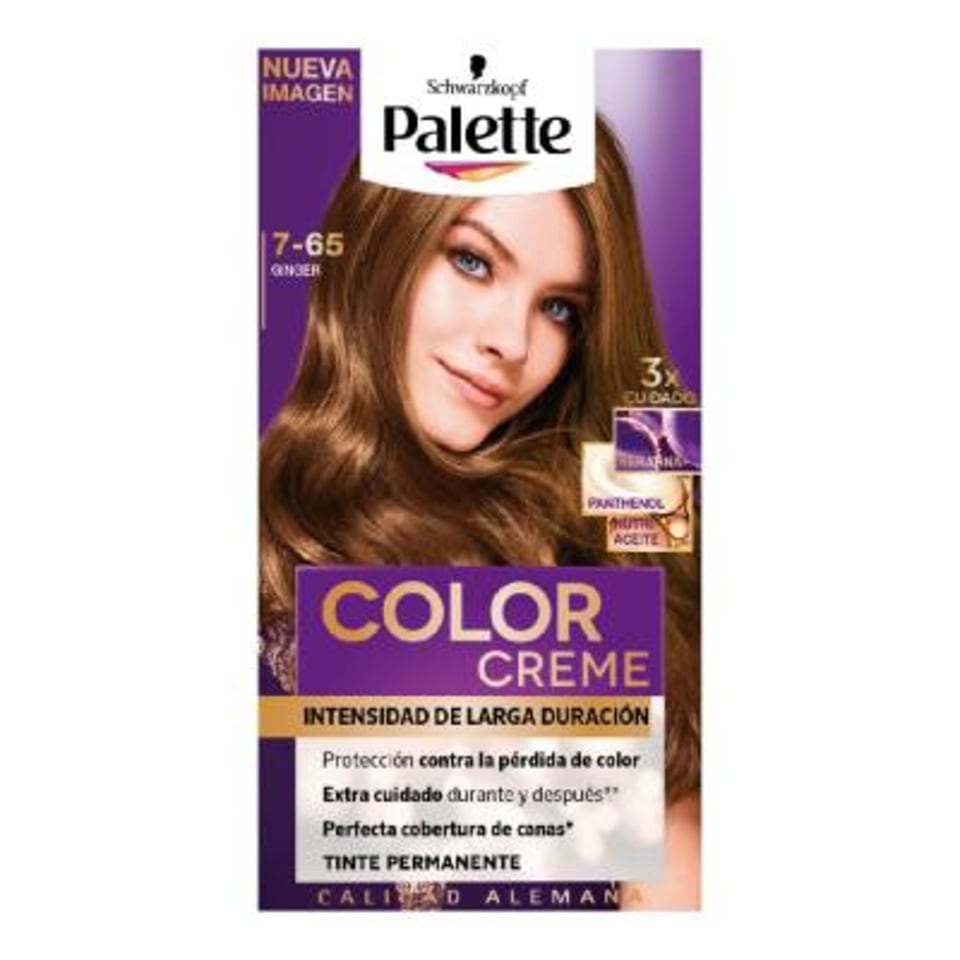 NUEVA
IMAGEN
Schwarzkopf
Palette
7-65
GINGER
3x
CUIDADO
PANTHENOL
NUTRI
ACEITE
COLOR
CREME
INTENSIDAD DE LARGA DURACIÓN
Protección contra la pérdida de color
Extra cuidado durante y después**
Perfecta cobertura de canas*
TINTE PERMANENTE
CALIDAD ALEMANA